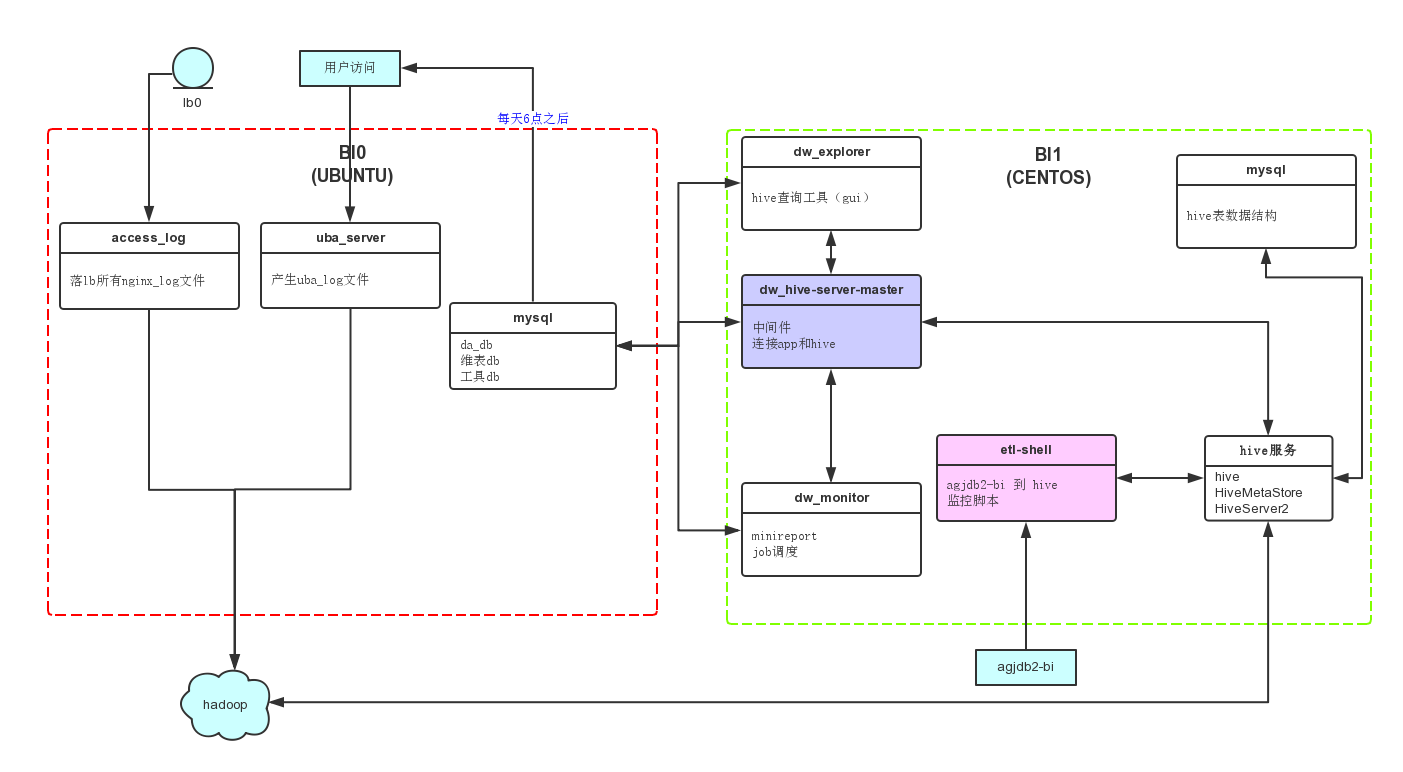 lb0
用户访问
每天6点之后
BI0
(UBUNTU)
access_log
落lb所有nginx_log文件
uba_server
产生uba_log文件
mysql
da_db
维表db
工具db
BI1
(CENTOS)
dw_explorer
hive查询工具（gui）
mysql
hive表数据结构
dw_hive-server-master
中间件
连接app和hive
dw_monitor
minireport
job调度
etl-shell
agjdb2-bi 到 hive
监控脚本
hive服务
hive
HiveMetaStore
HiveServer2
agjdb2-bi
hadoop